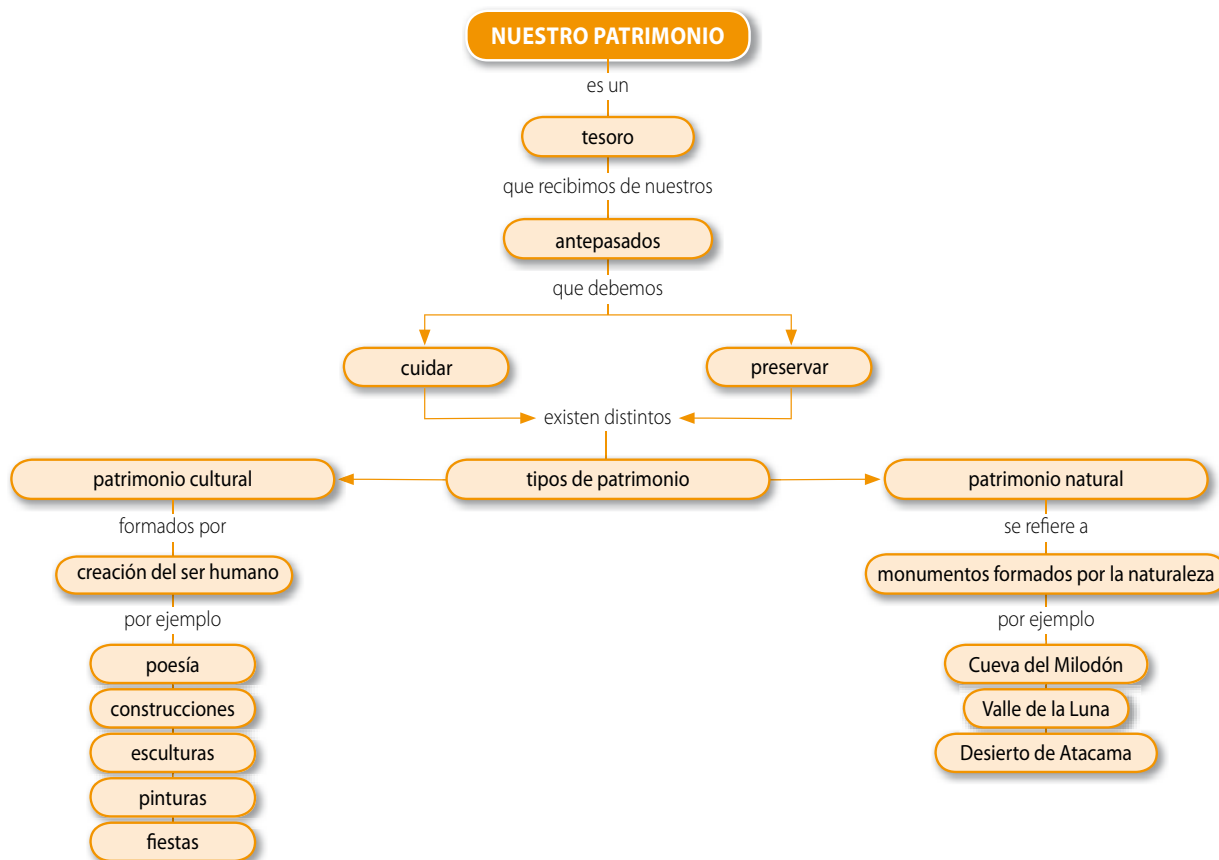 NUESTRO PATRIMONIO
es un
tesoro
que recibimos de nuestros
antepasados
que debemos
cuidar
preservar
existen distintos
patrimonio cultural
tipos de patrimonio
patrimonio natural
formados por
se refiere a
creación del ser humano
monumentos formados por la naturaleza
por ejemplo
por ejemplo
poesía
construcciones
esculturas
pinturas
fiestas
Cueva del Milodón
Valle de la Luna
Desierto de Atacama